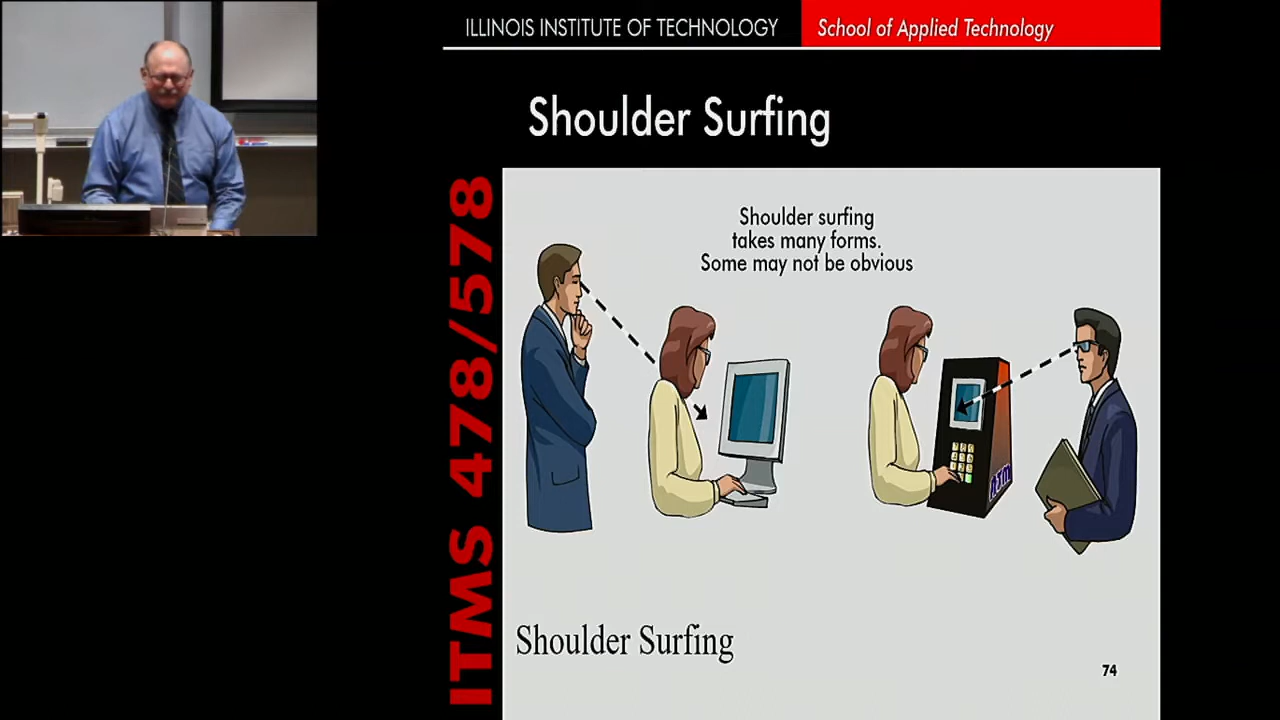 ILLINOIS INSTITUTE OF TECHNOLOGY
School of Applied Technology
Shoulder Surfing
ITMS 478/578
Shoulder surfing
takes many forms.
Some may not be obvious
Shoulder Surfing
74